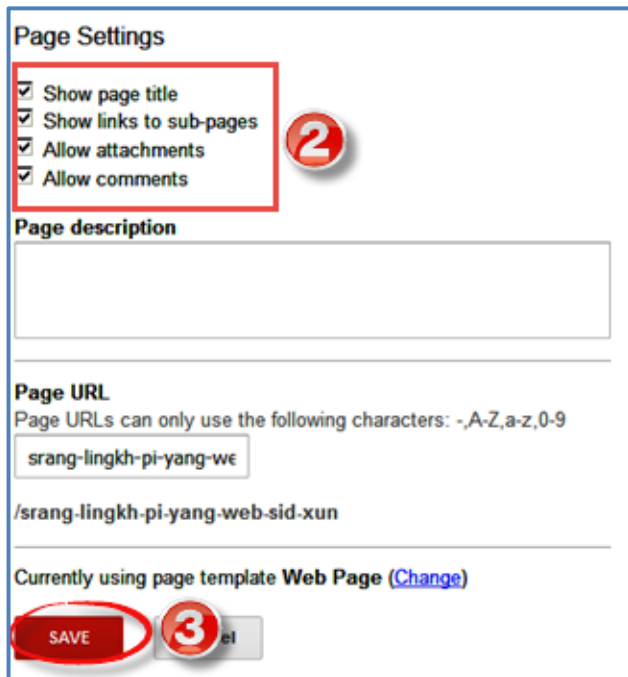 Page Settings
Show page title
Show links to sub-pages
Allow attachments
Allow comments
2
Page description
Page URL
Page URLs can only use the following characters: -,A-Z,a-z,0-9
srang-lingkh-pi-yang-we
/srang-lingkh-pi-yang-web-sid-xun
Currently using page template Web Page (Change)
SAVE 3 el